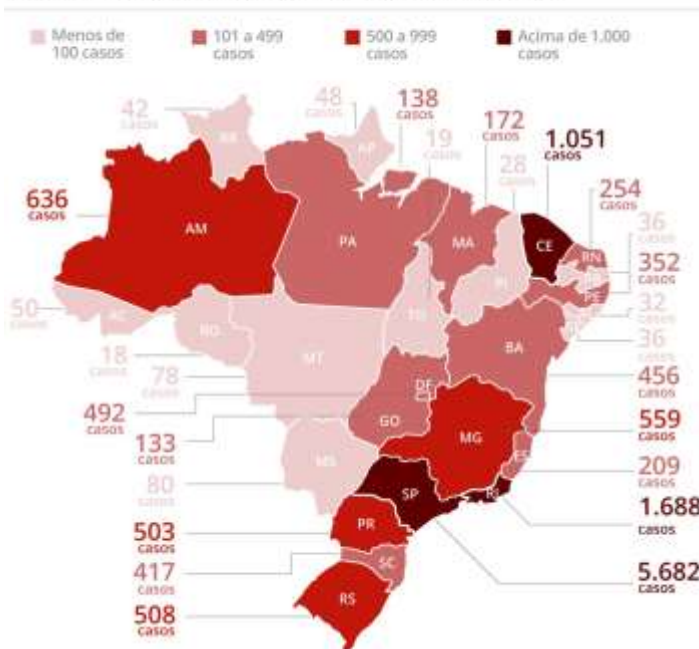 Menos de
100 casos
101 a 499
casos
500 a 999
casos
Acima de 1.000
casos
42
casos
48
casos
138
casos
19
casos
172
casos
28
casos
1.051
casos
254
casos
36
casos
352
casos
32
casos
36
casos
456
casos
559
casos
209
casos
1.688
casos
5.682
casos
636
casos
50
casos
18
casos
78
casos
492
casos
133
casos
80
casos
503
casos
417
casos
508
casos
RR
AP
AM
PA
MA
CE
RN
PI
PE
AC
RO
TO
MT
BA
DF
GO
MG
ES
MS
SP
RJ
PR
SC
RS